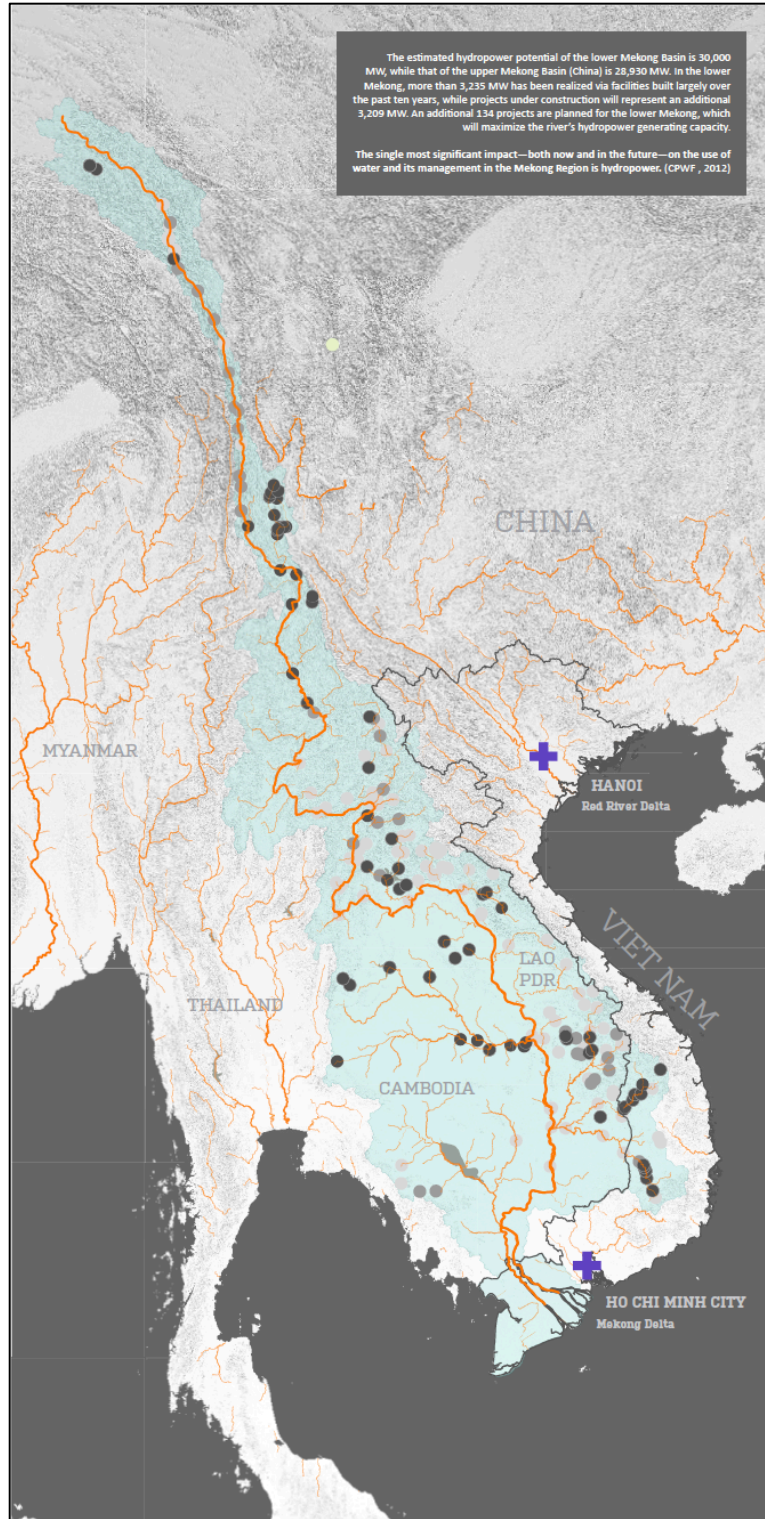 The estimated hydropower potential of the lower Mekong Basin is 30,000
MW, while that of the upper Mekong Basin (China) is 28,930 MW. In the lower
Mekong, more than 3,235 MW has been realized via facilities built largely over
the past ten years, while projects under construction will represent an additional
3,209 MW. An additional 134 projects are planned for the lower Mekong, which
will maximize the river's hydropower generating capacity.
The single most significant impact—both now and in the future—on the use of
water and its management in the Mekong Region is hydropower. (CPWF , 2012)
CHINA
MYANMAR
HANOI
Red River Delta
VIET NAM
LAO
PDR
THAILAND
CAMBODIA
HO CHI MINH CITY
Mekong Delta